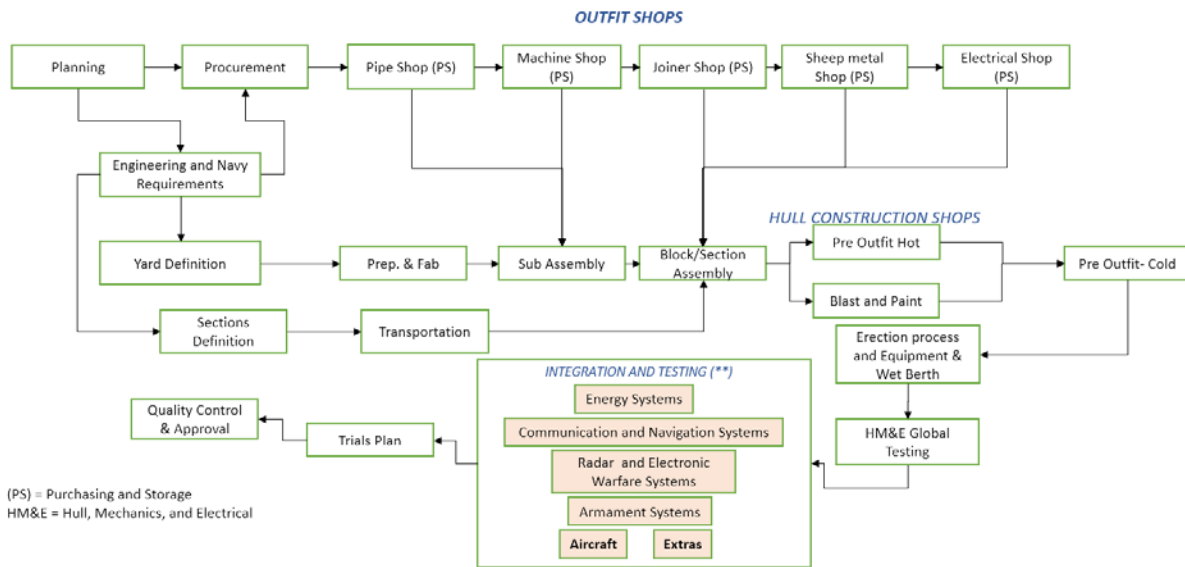 OUTFIT SHOPS
Planning
Procurement
Pipe Shop (PS)
Machine Shop
(PS)
Joiner Shop (PS)
Sheep metal
Shop (PS)
Electrical Shop
(PS)
Engineering and Navy
Requirements
HULL CONSTRUCTION SHOPS
Yard Definition
Prep. & Fab
Sub Assembly
Block/Section
Assembly
Pre Outfit Hot
Blast and Paint
Pre Outfit- Cold
Sections
Definition
Transportation
Erection process
and Equipment &
Wet Berth
HM&E Global
Testing
INTEGRATION AND TESTING (**)
Energy Systems
Communication and Navigation Systems
Radar and Electronic
Warfare Systems
Armament Systems
Aircraft
Extras
Trials Plan
Quality Control
& Approval
(PS) = Purchasing and Storage
HM&E = Hull, Mechanics, and Electrical